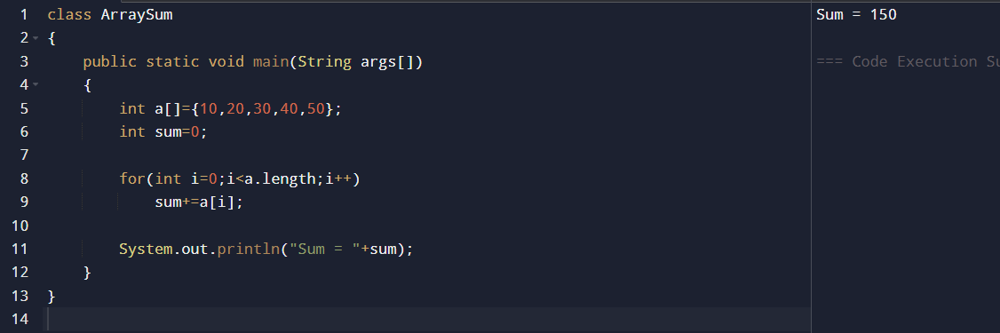 1 class ArraySum
2 {
3     public static void main(String args[])
4     {
5         int a[]={10,20,30,40,50};
6         int sum=0;
7
8         for(int i=0;i<a.length;i++)
9             sum+=a[i];
10
11         System.out.println("Sum = "+sum);
12     }
13 }
14
Sum = 150
=== Code Execution Su